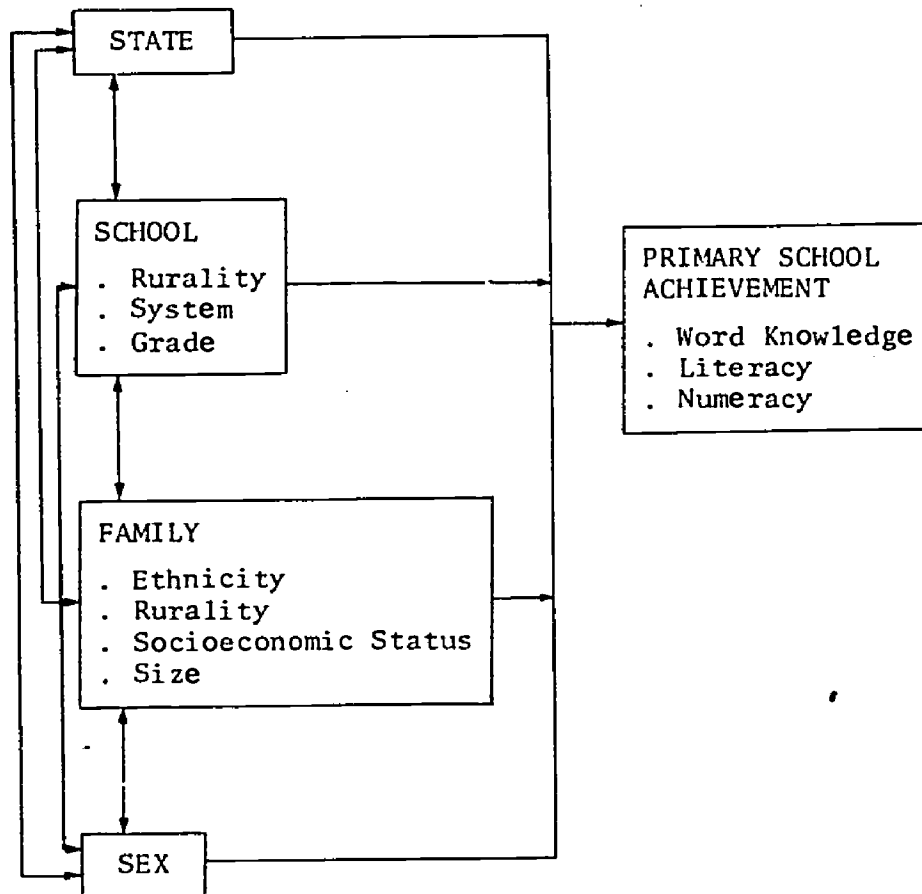 STATE
SCHOOL
. Rurality
. System
. Grade
PRIMARY SCHOOL
ACHIEVEMENT
. Word Knowledge
. Literacy
. Numeracy
FAMILY
. Ethnicity
. Rurality
. Socioeconomic Status
. Size
SEX